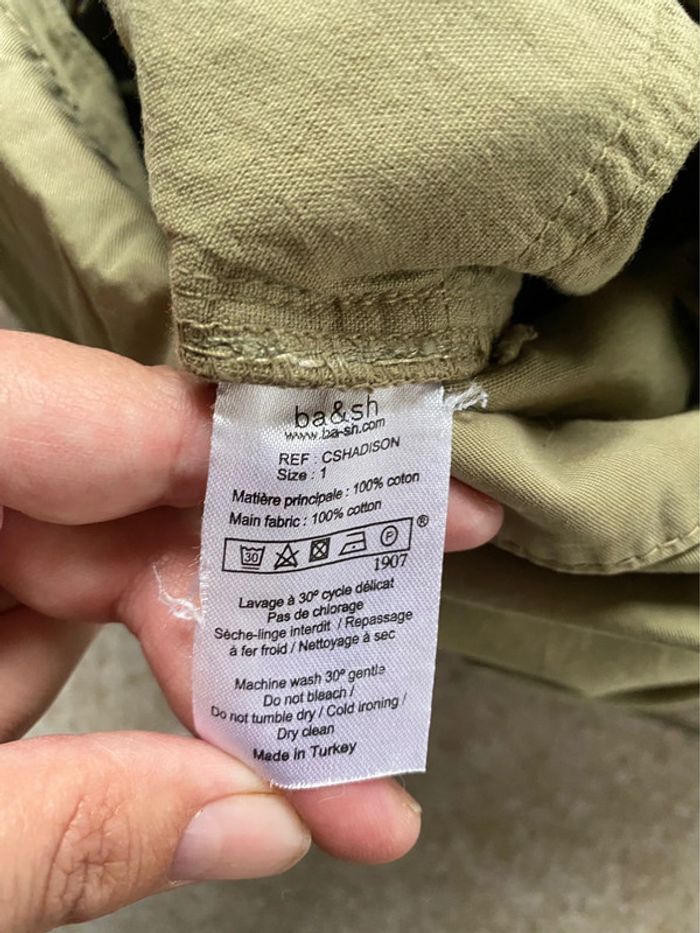 ba&sh
www.ba-sh.com
REF : CSHADISON
Size : 1
Matière principale : 100% coton
Main fabric : 100% cotton
30 P ®
1907
Lavage à 30° cycle délicat
Pas de chlorage
Sèche-linge interdit / Repassage
à fer froid / Nettoyage à sec
Machine wash 30° gentle
Do not bleach /
Do not tumble dry / Cold ironing /
Dry clean
Made in Turkey